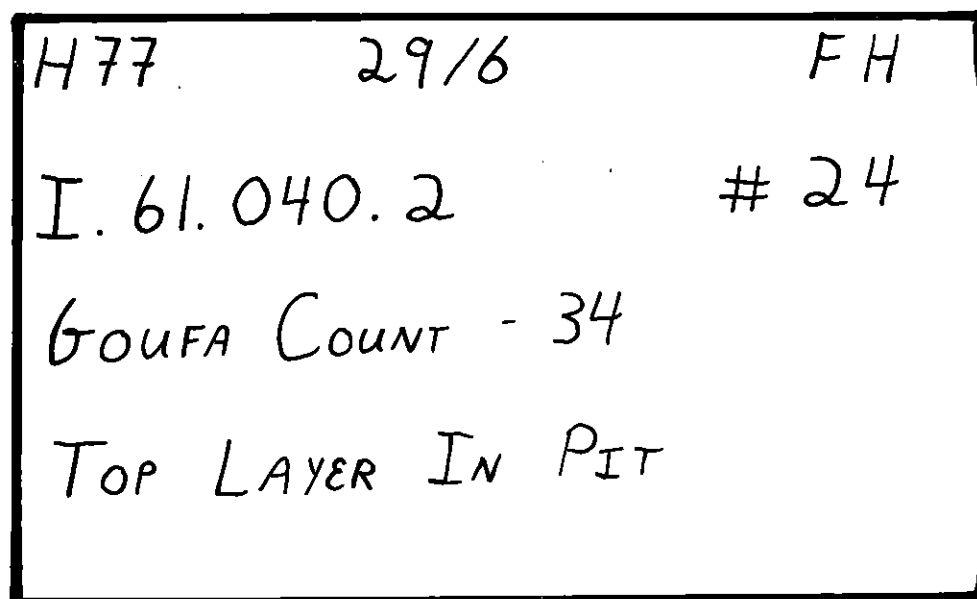 H77 29/6 FH
I.61.040.2 #24
GOUFA COUNT - 34
TOP LAYER IN PIT